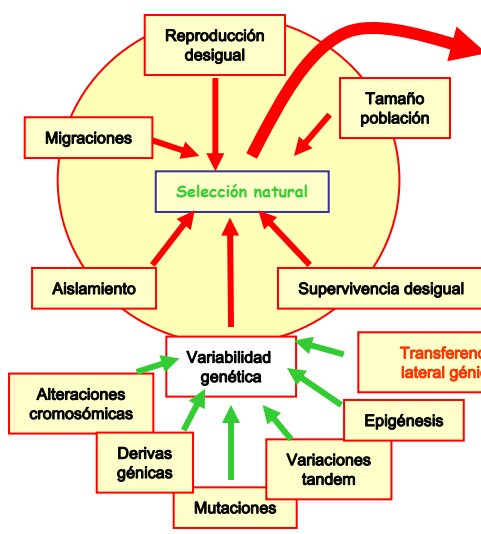 Reproducción
desigual
Tamaño
población
Migraciones
Selección natural
Aislamiento
Supervivencia desigual
Variabilidad
genética
lateral
Alteraciones
cromosómicas
Epigénesis
Derivas
génicas
Variaciones
tandem
Mutaciones